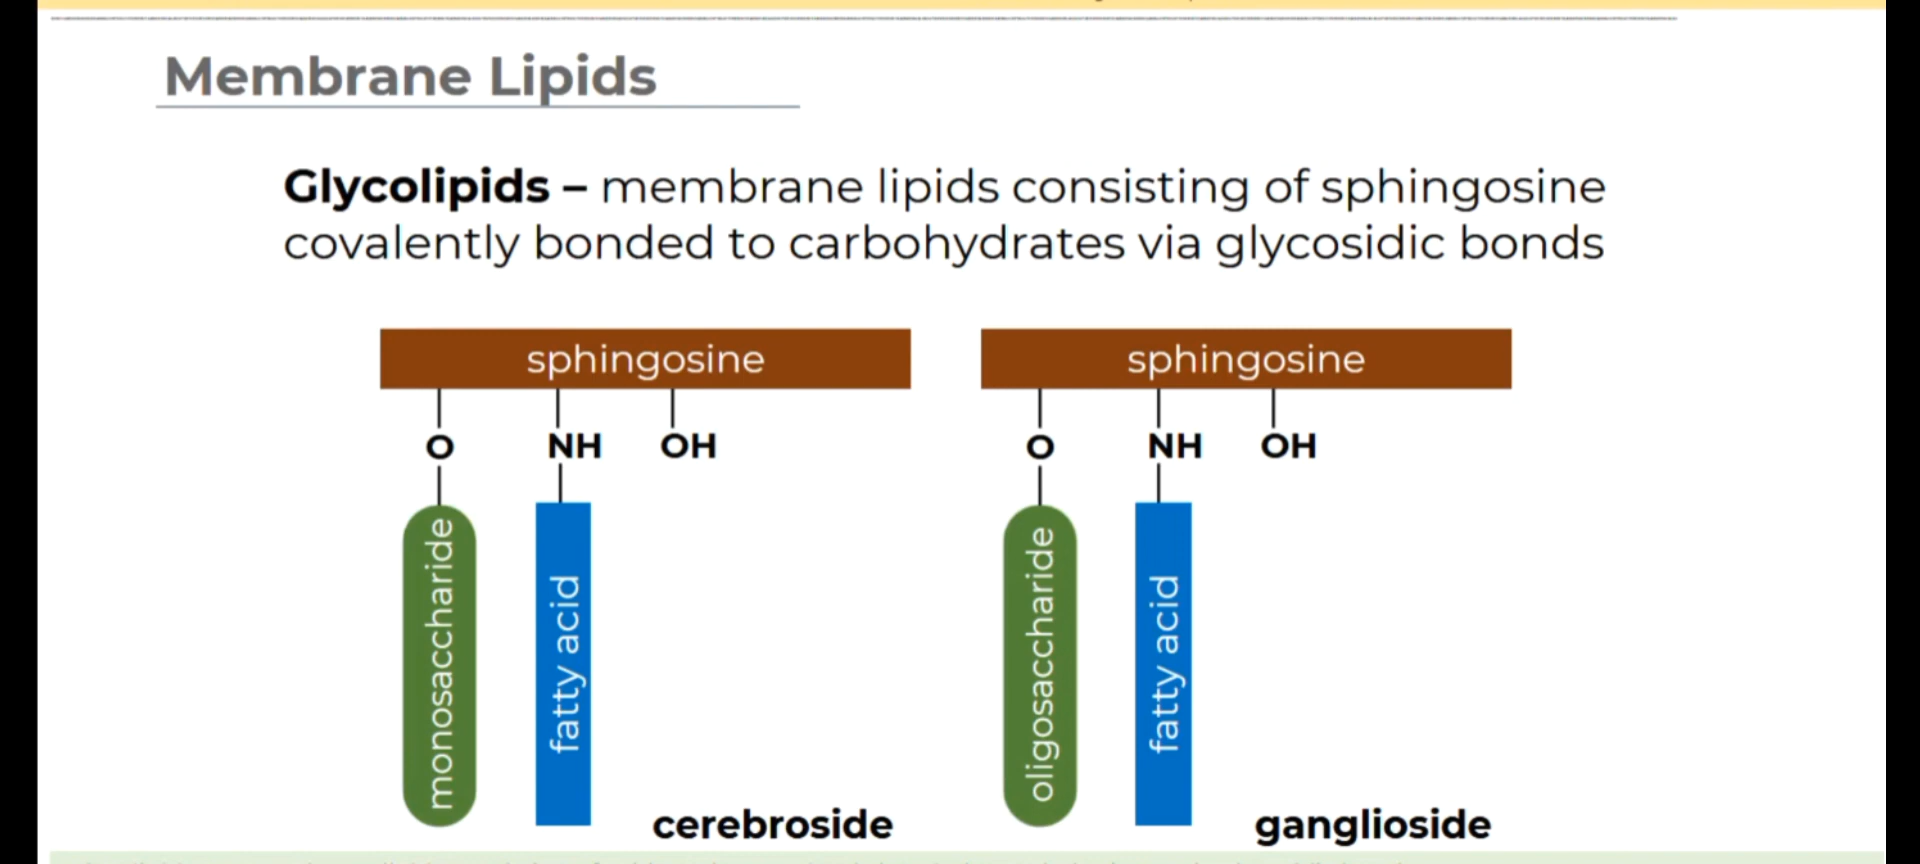 Membrane Lipids
Glycolipids – membrane lipids consisting of sphingosine
covalently bonded to carbohydrates via glycosidic bonds
sphingosine
O NH OH
monosaccharide
fatty acid
cerebroside
sphingosine
O NH OH
oligosaccharide
fatty acid
ganglioside